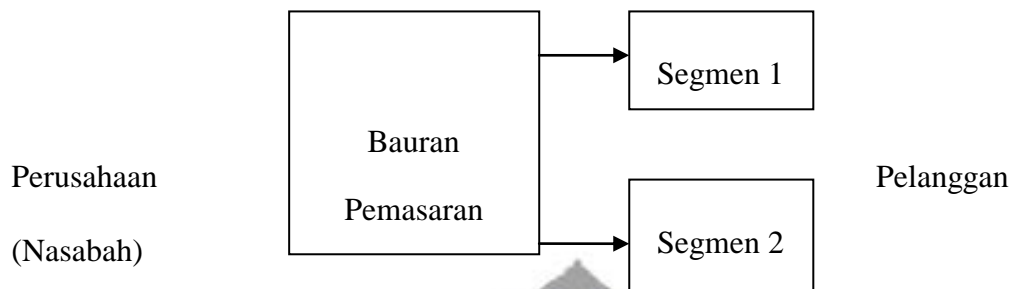 Segmen 1
Bauran
Perusahaan
Pelanggan
Pemasaran
(Nasabah)
Segmen 2